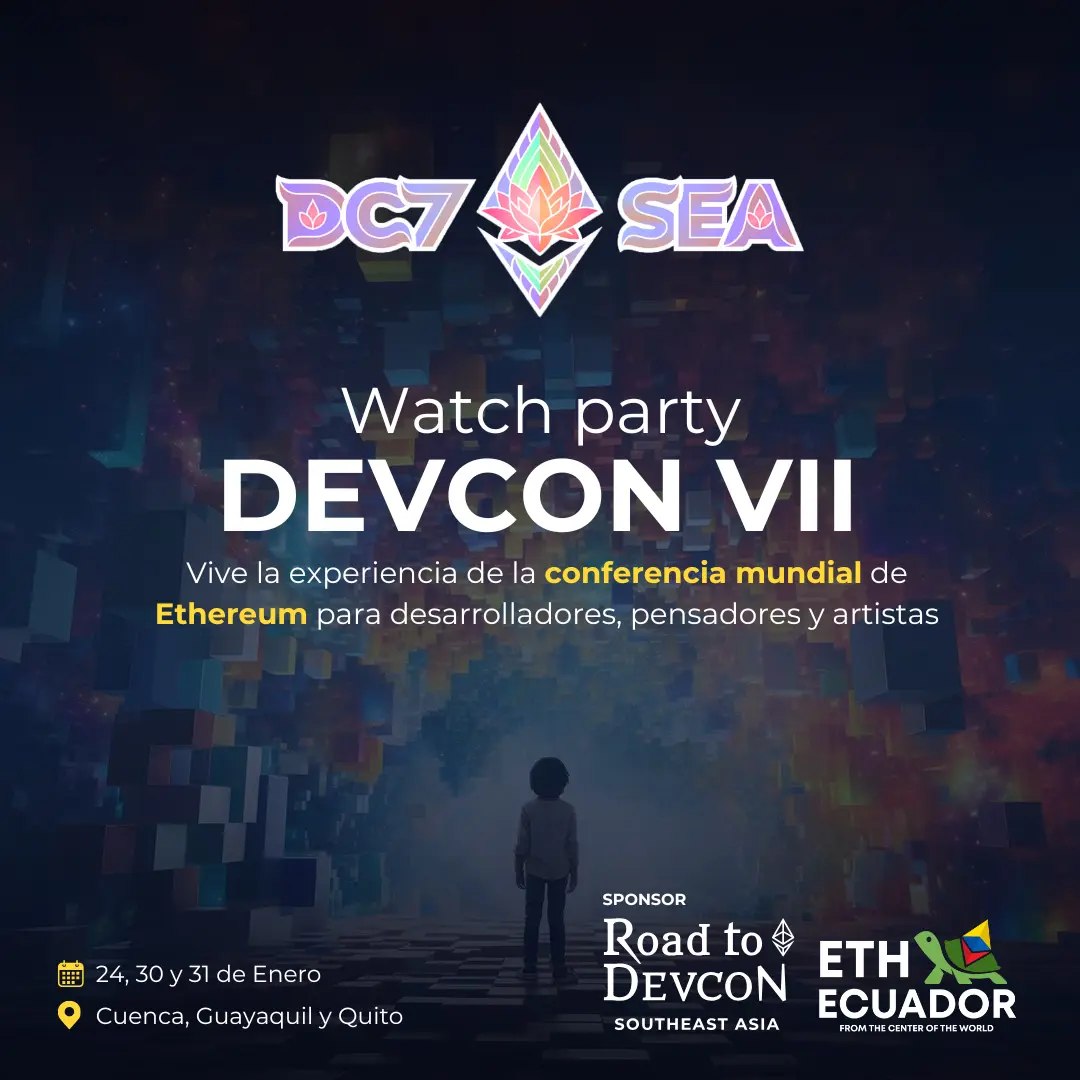 DC7 SEA
Watch party
DEVCON VII
Vive la experiencia de la conferencia mundial de
Ethereum para desarrolladores, pensadores y artistas
24, 30 y 31 de Enero
Cuenca, Guayaquil y Quito
SPONSOR
Road to
DEVCON
SOUTHEAST ASIA
ETH
ECUADOR
FROM THE CENTER OF THE WORLD